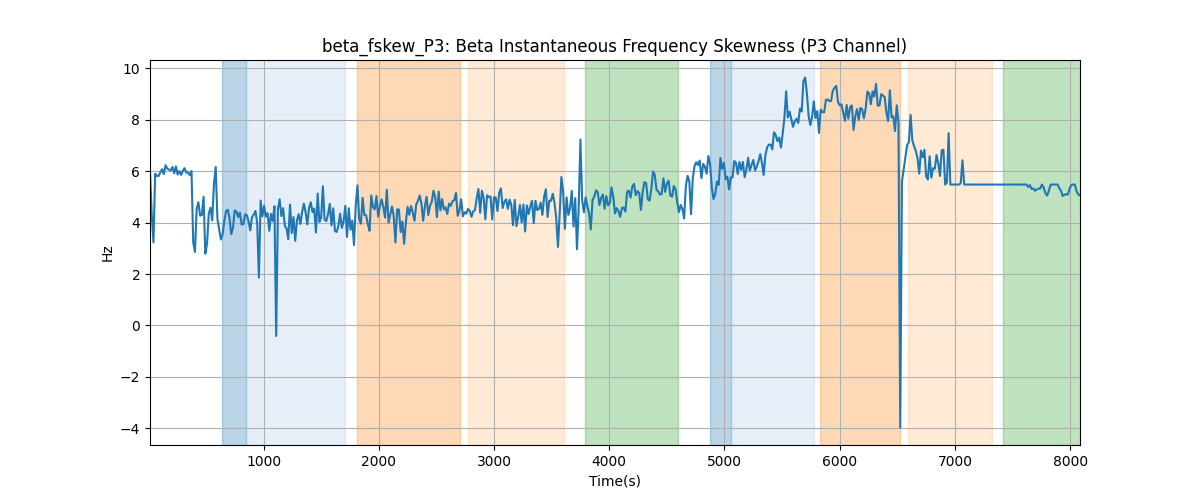 beta_fskew_P3: Beta Instantaneous Frequency Skewness (P3 Channel)
Hz
10
8
6
4
2
0
−2
−4
1000 2000 3000 4000 5000 6000 7000 8000
Time(s)